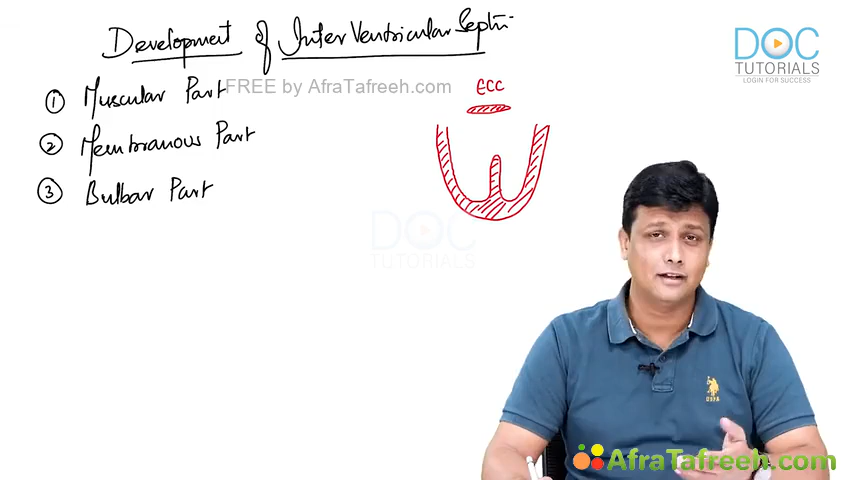 Development of Inter Ventricular Septm
① Muscular Part
② Membranous Part
③ Bulbar Part
FREE by AfraTafreeh.com
ECC
DOC
TUTORIALS
LOGIN FOR SUCCESS
DOC
TUTORIALS
USPA
AfraTafreeh.com